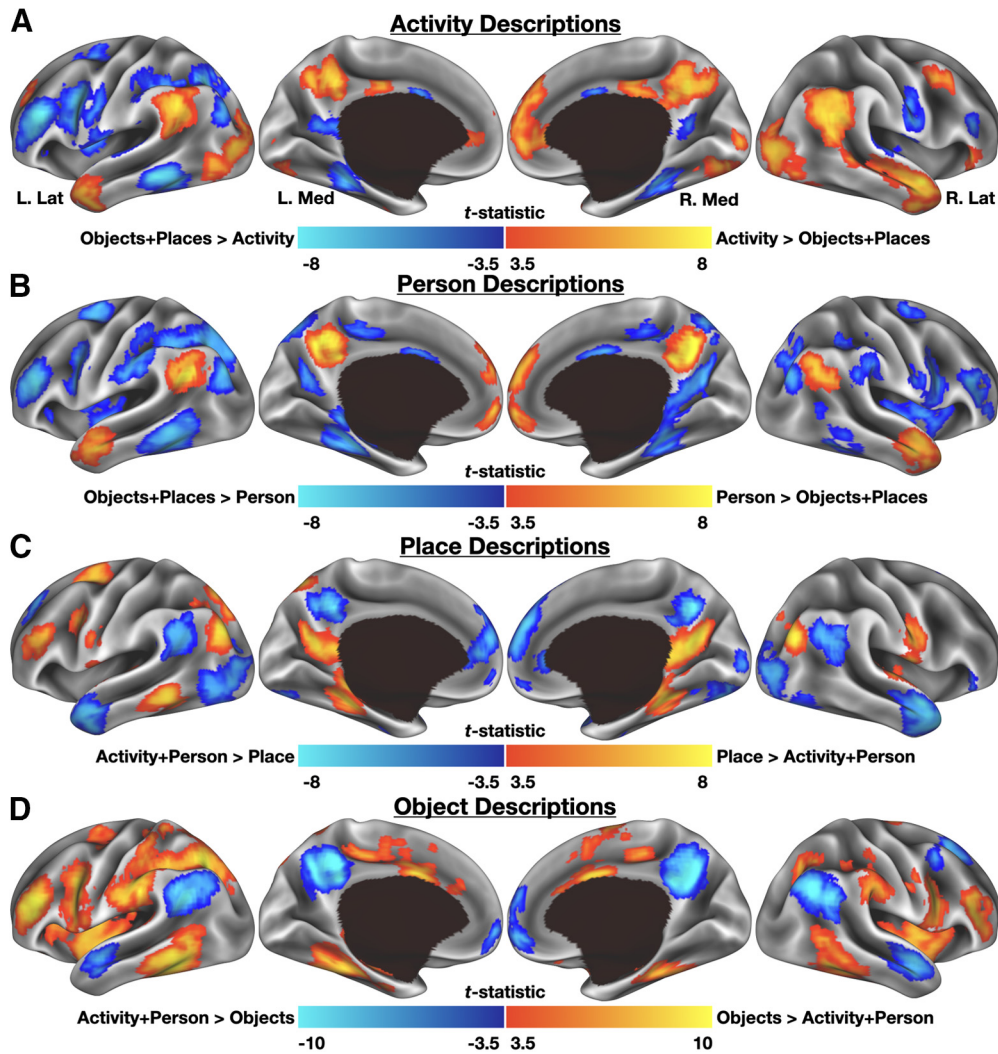 A
Activity Descriptions
L. Lat
L. Med
R. Med
R. Lat
t-statistic
Objects+Places > Activity
Activity > Objects+Places
-8
-3.5
3.5
8
B
Person Descriptions
t-statistic
Objects+Places > Person
Person > Objects+Places
-8
-3.5
3.5
8
C
Place Descriptions
t-statistic
Activity+Person > Place
Place > Activity+Person
-8
-3.5
3.5
8
D
Object Descriptions
t-statistic
Activity+Person > Objects
Objects > Activity+Person
-10
-3.5
3.5
10